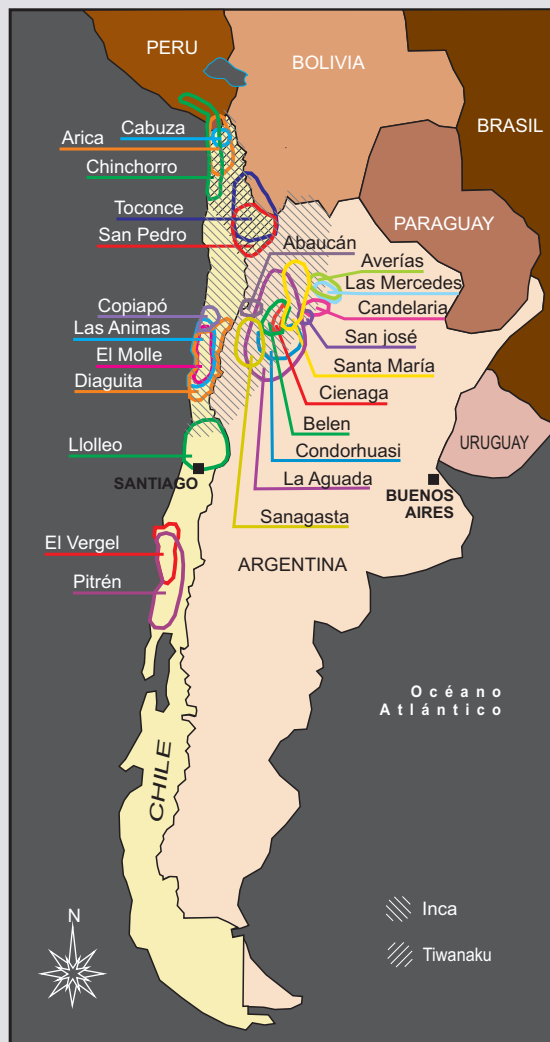 PERU
BOLIVIA
BRASIL
PARAGUAY
Cabuza
Arica
Chinchorro
Toconce
San Pedro
Abaucán
Averías
Las Mercedes
Candelaria
San josé
Santa María
Cienaga
Belen
Condorhuasi
La Aguada
Sanagasta
Copiapó
Las Animas
El Molle
Diaguita
Llolleo
SANTIAGO
URUGUAY
BUENOS
AIRES
El Vergel
Pitrén
ARGENTINA
Océano
Atlántico
CHILE
N
Inca
Tiwanaku